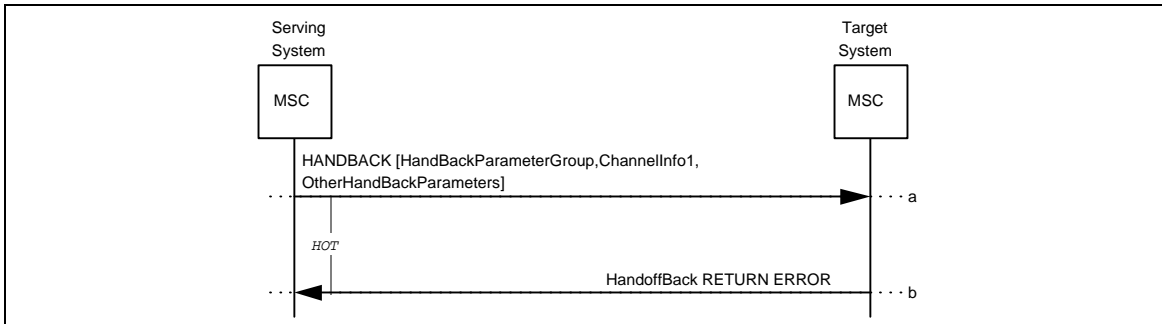 Serving
System
Target
System
MSC
MSC
HANDBACK [HandBackParameterGroup,ChannelInfo1,
OtherHandBackParameters]
a
HOT
HandoffBack RETURN ERROR
b